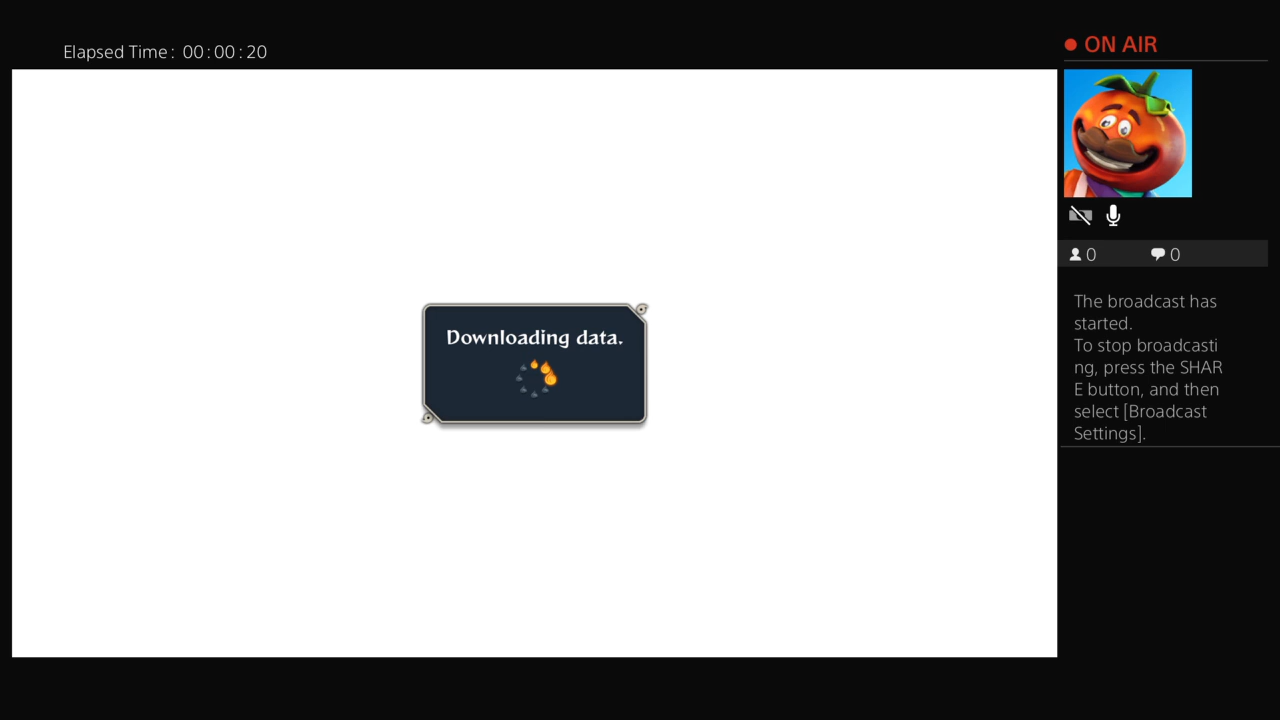 Elapsed Time: 00:00:20
ON AIR
0 0
The broadcast has
started.
To stop broadcasti
ng, press the SHAR
E button, and then
select [Broadcast
Settings].
Downloading data.